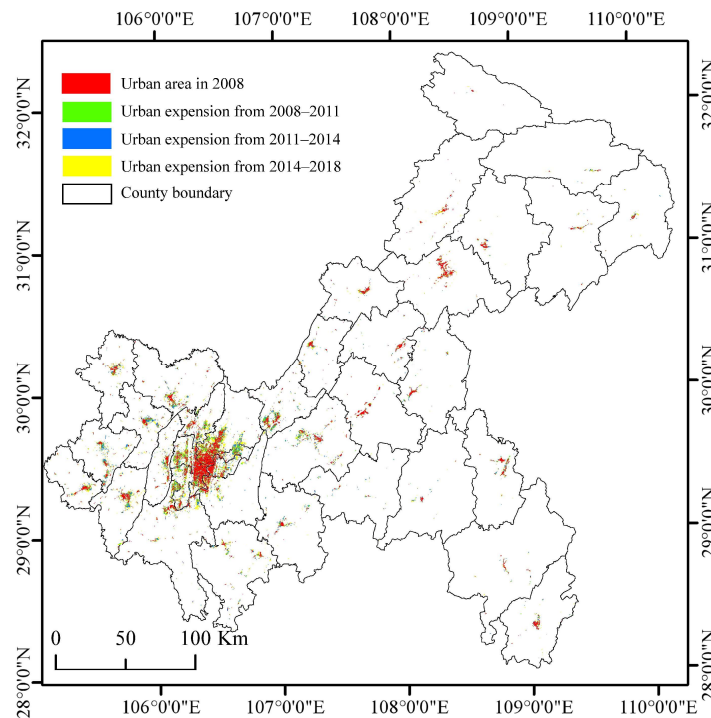 106°0'0"E 107°0'0"E 108°0'0"E 109°0'0"E 110°0'0"E
Urban area in 2008
Urban expension from 2008–2011
Urban expension from 2011–2014
Urban expension from 2014–2018
County boundary
32°0'0"N
31°0'0"N
30°0'0"N
29°0'0"N
28°0'0"N
32°0'0"N
31°0'0"N
30°0'0"N
29°0'0"N
28°0'0"N
0 50 100 Km
106°0'0"E 107°0'0"E 108°0'0"E 109°0'0"E 110°0'0"E